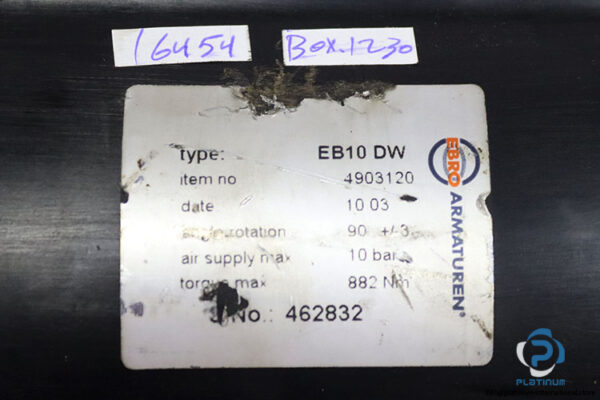 16454 Box.1230
type: EB10 DW
item no 4903120
date 10 03
angle rotation 90 +/-3
air supply max 10 bar
torque max 882 Nm
S/No.: 462832
EBRO ARMATUREN®
PLATINUM